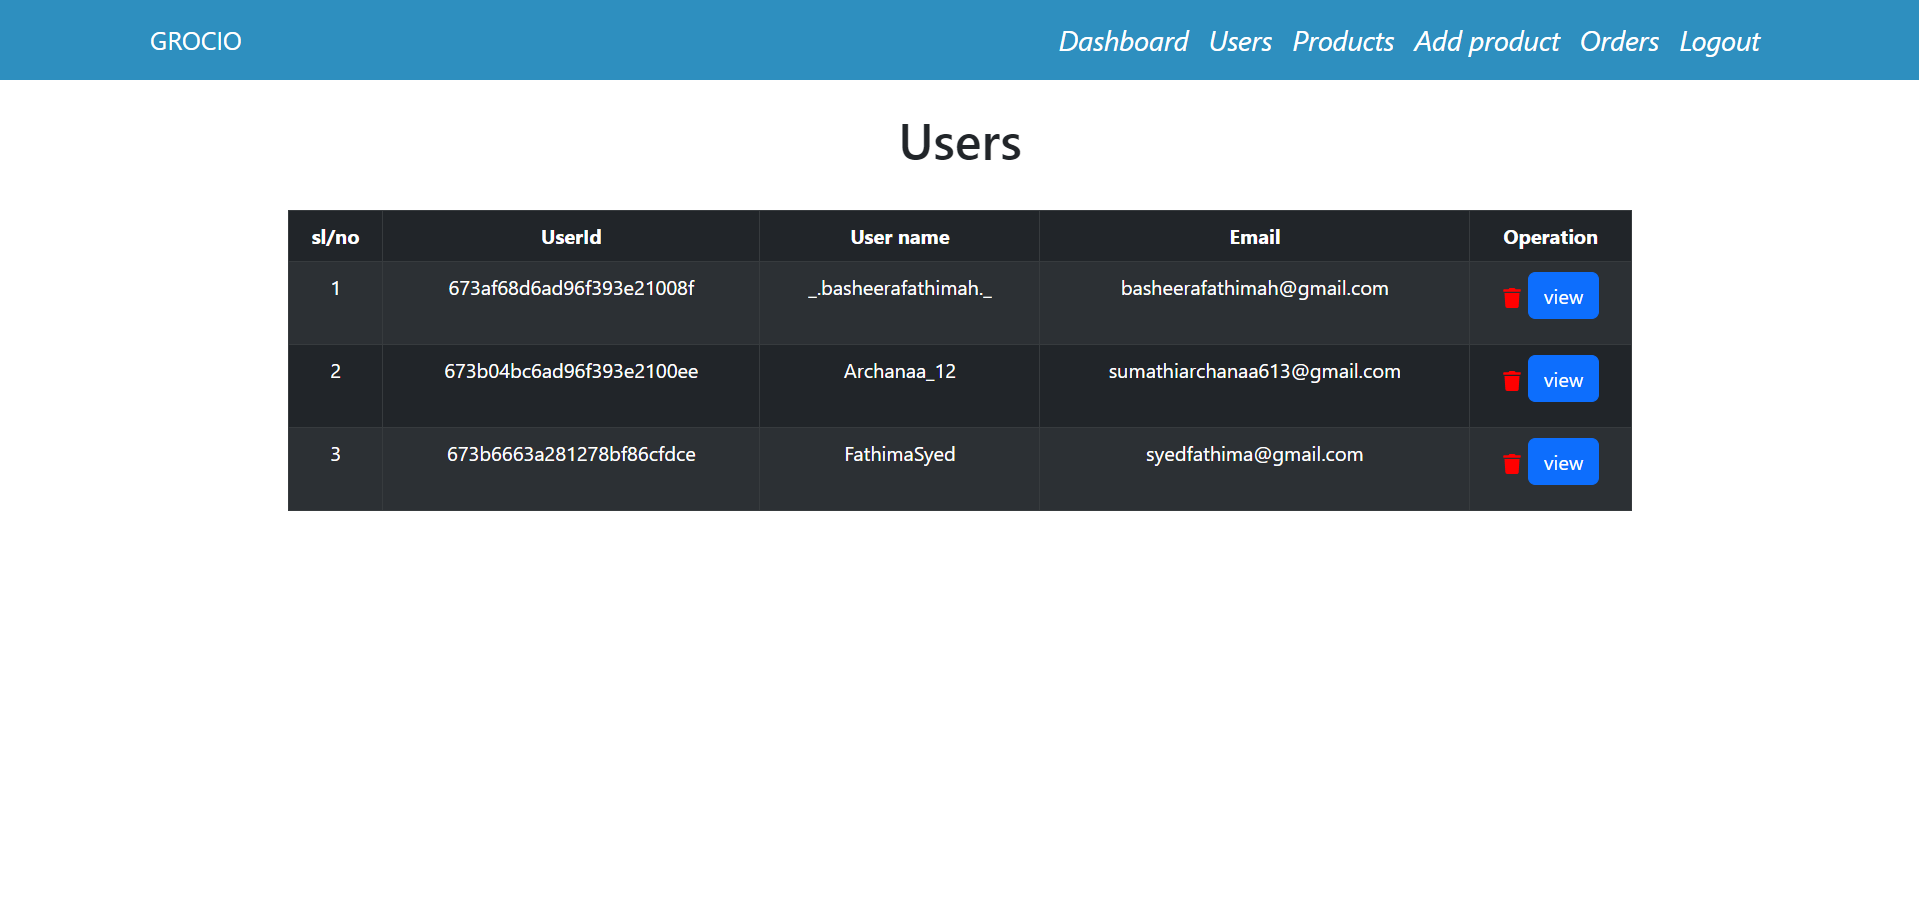 GROCIO Dashboard Users Products Add product Orders Logout
Users
sl/no UserId User name Email Operation
1 673af68d6ad96f393e21008f _.basheerafathimah._ basheerafathimah@gmail.com view
2 673b04bc6ad96f393e2100ee Archanaa_12 sumathiarchanaa613@gmail.com view
3 673b6663a281278bf86cfdce FathimaSyed syedfathima@gmail.com view